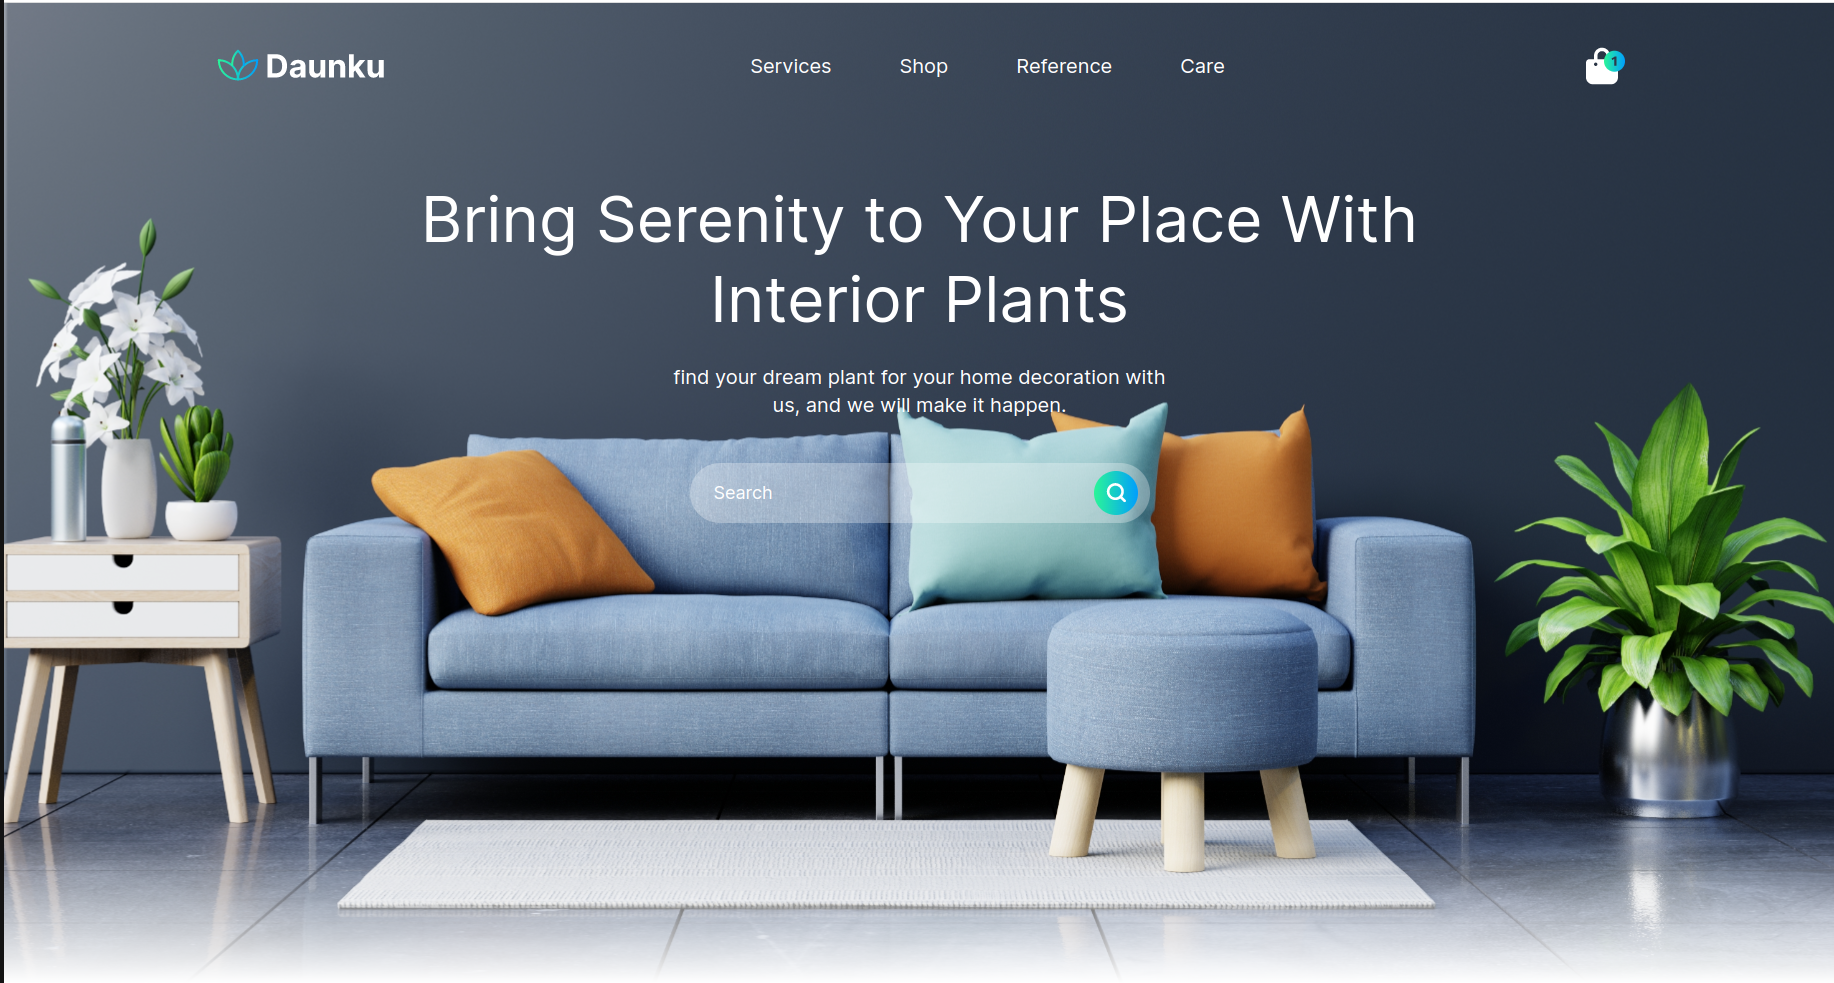 Daunku
Services
Shop
Reference
Care
1
Bring Serenity to Your Place With
Interior Plants
find your dream plant for your home decoration with
us, and we will make it happen.
Search